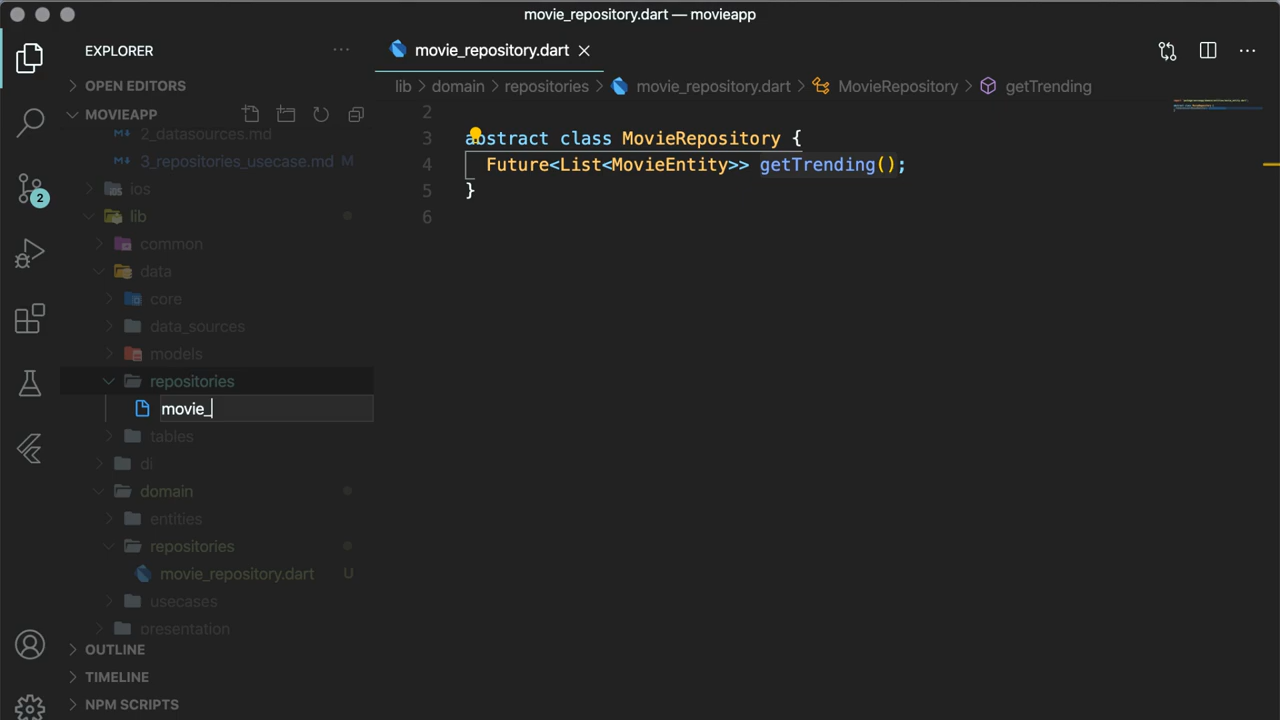 movie_repository.dart — movieapp
EXPLORER
movie_repository.dart
OPEN EDITORS
lib > domain > repositories > movie_repository.dart > MovieRepository > getTrending
MOVIEAPP
2_datasources.md
3_repositories_usecase.md M
ios
lib
common
data
core
data_sources
models
repositories
movie_
tables
di
domain
entities
repositories
movie_repository.dart U
usecases
presentation
OUTLINE
TIMELINE
NPM SCRIPTS
2
2
3 abstract class MovieRepository {
4 Future<List<MovieEntity>> getTrending();
5 }
6